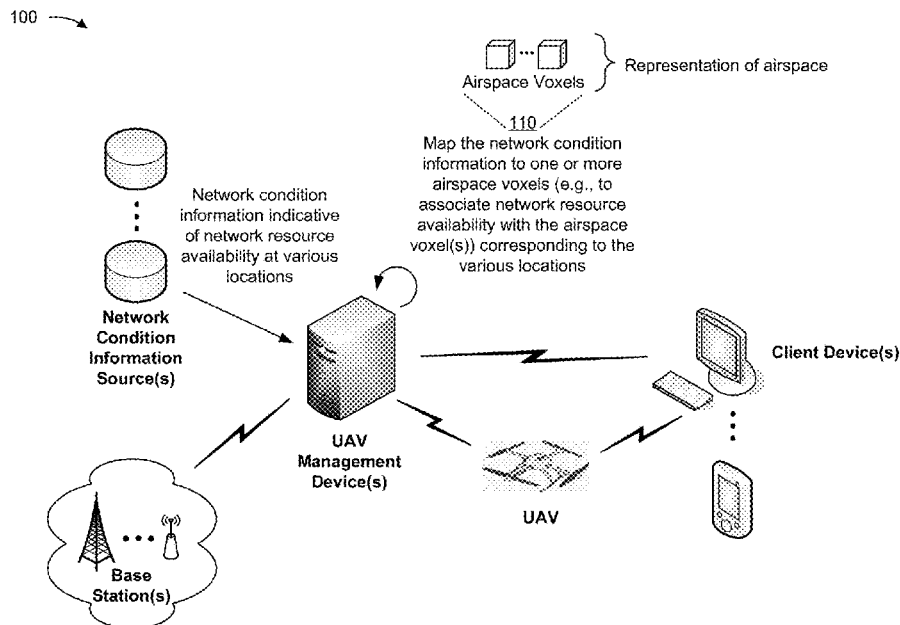 100
Airspace Voxels
Representation of airspace
110
Map the network condition
information to one or more
airspace voxels (e.g., to
associate network resource
availability with the airspace
voxel(s)) corresponding to the
various locations
Network condition
information indicative
of network resource
availability at various
locations
Network
Condition
Information
Source(s)
UAV
Management
Device(s)
Client Device(s)
UAV
Base
Station(s)